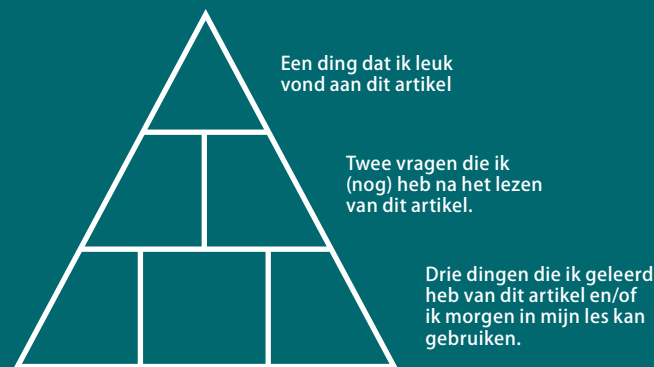 Een ding dat ik leuk
vond aan dit artikel
Twee vragen die ik
(nog) heb na het lezen
van dit artikel.
Drie dingen die ik geleerd
heb van dit artikel en/of
ik morgen in mijn les kan
gebruiken.